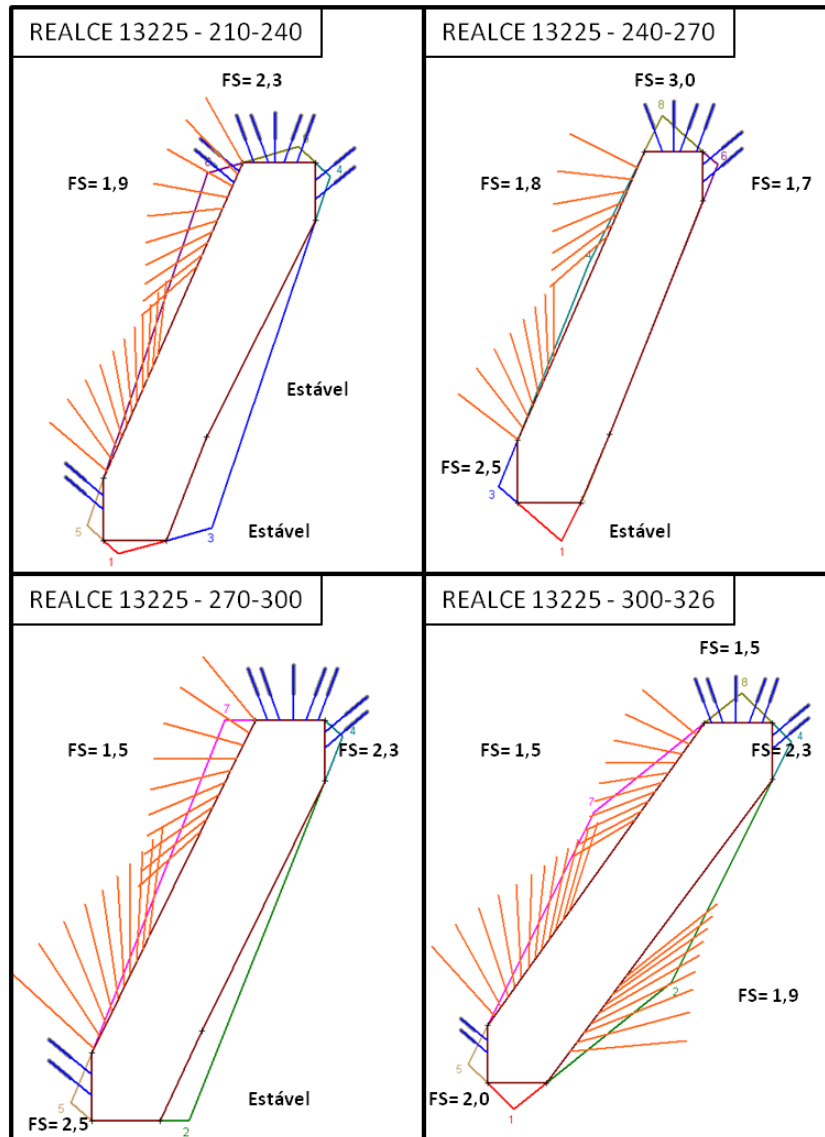 REALCE 13225 - 210-240
FS= 2,3
FS= 1,9
4
Estável
Estável
5
3
1
REALCE 13225 - 240-270
FS= 3,0
8
FS= 1,8
FS= 1,7
6
4
FS= 2,5
3
Estável
1
REALCE 13225 - 270-300
7
FS= 1,5
FS= 2,3
4
5
FS= 2,5
Estável
2
REALCE 13225 - 300-326
FS= 1,5
8
FS= 1,5
FS= 2,3
4
7
2
FS= 1,9
5
FS= 2,0
1